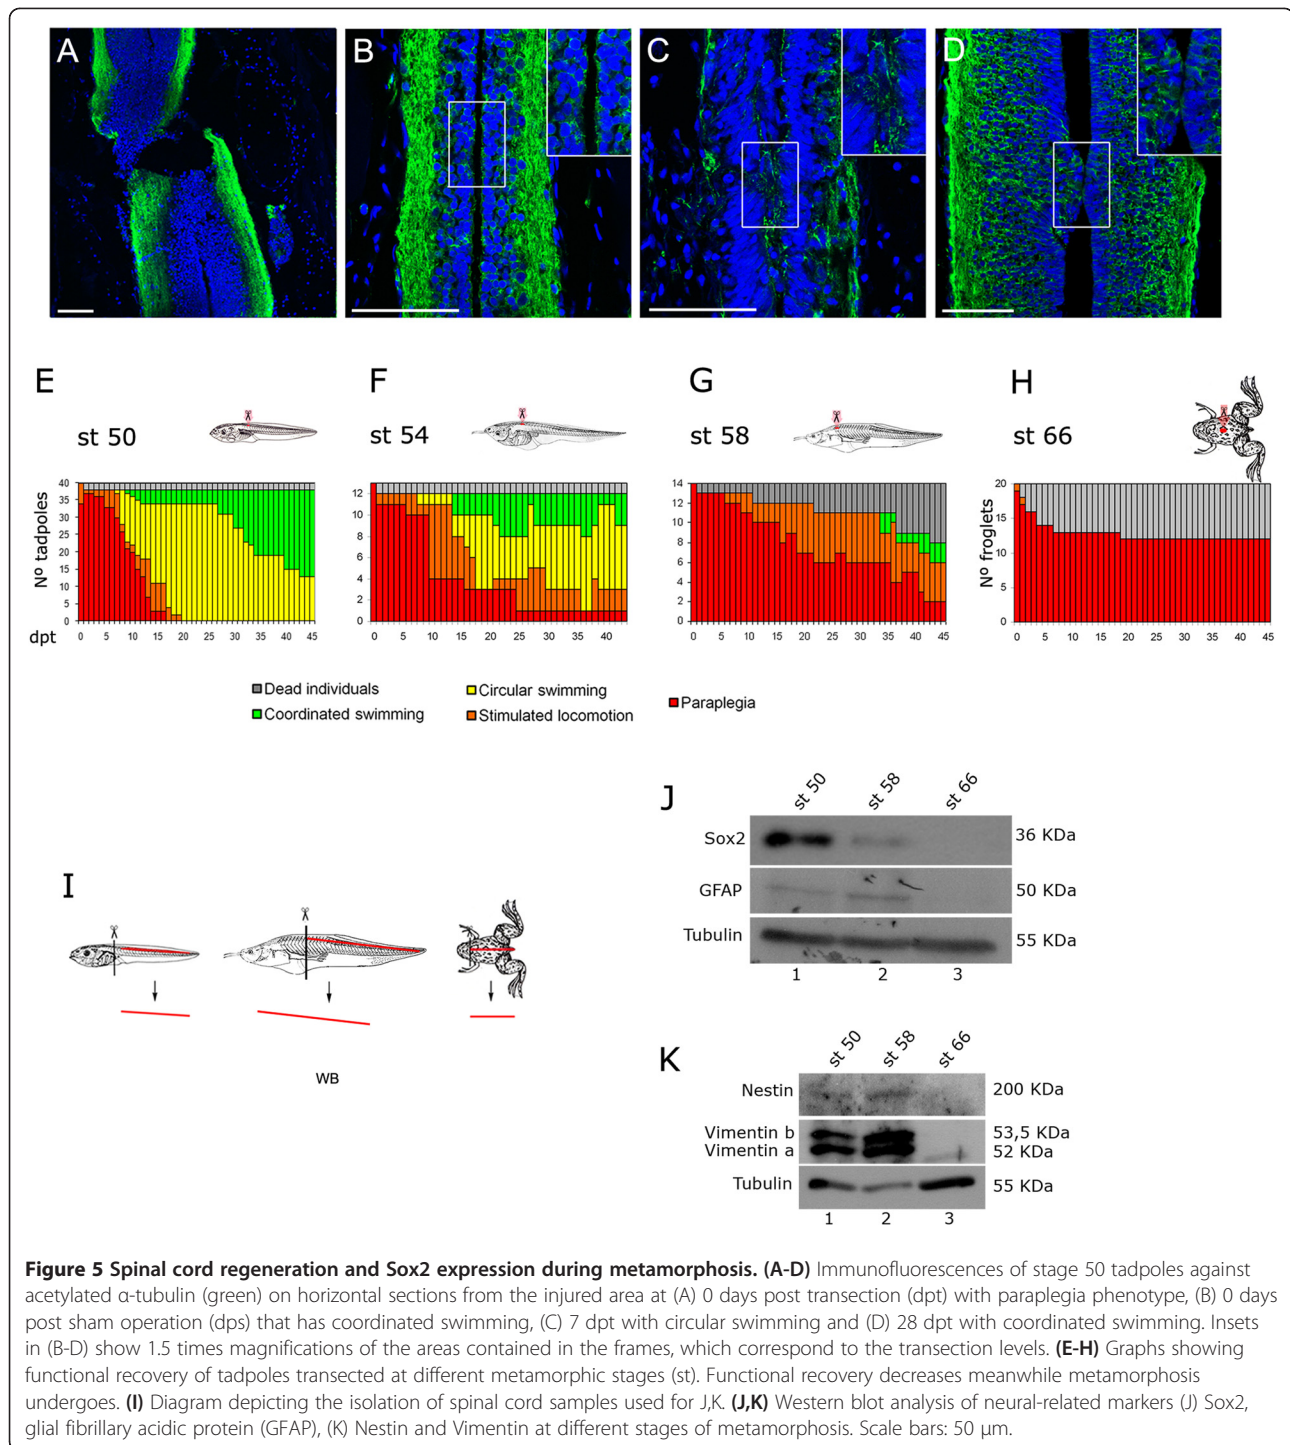 A
B
C
D
E
F
G
H
st 50
st 54
st 58
st 66
Nº tadpoles
40
35
30
25
20
15
10
5
0
12
10
8
6
4
2
0
14
12
10
8
6
4
2
0
Nº froglets
20
15
10
5
0
dpt
0 5 10 15 20 25 30 35 40 45
0 5 10 15 20 25 30 35 40
0 5 10 15 20 25 30 35 40 45
0 5 10 15 20 25 30 35 40 45
Dead individuals
Circular swimming
Paraplegia
Coordinated swimming
Stimulated locomotion
I
WB
J
st 50 st 58 st 66
Sox2 36 KDa
GFAP 50 KDa
Tubulin 55 KDa
1 2 3
K
st 50 st 58 st 66
Nestin 200 KDa
Vimentin b 53,5 KDa
Vimentin a 52 KDa
Tubulin 55 KDa
1 2 3
Figure 5 Spinal cord regeneration and Sox2 expression during metamorphosis. (A-D) Immunofluorescences of stage 50 tadpoles against
acetylated α-tubulin (green) on horizontal sections from the injured area at (A) 0 days post transection (dpt) with paraplegia phenotype, (B) 0 days
post sham operation (dps) that has coordinated swimming, (C) 7 dpt with circular swimming and (D) 28 dpt with coordinated swimming. Insets
in (B-D) show 1.5 times magnifications of the areas contained in the frames, which correspond to the transection levels. (E-H) Graphs showing
functional recovery of tadpoles transected at different metamorphic stages (st). Functional recovery decreases meanwhile metamorphosis
undergoes. (I) Diagram depicting the isolation of spinal cord samples used for J,K. (J,K) Western blot analysis of neural-related markers (J) Sox2,
glial fibrillary acidic protein (GFAP), (K) Nestin and Vimentin at different stages of metamorphosis. Scale bars: 50 μm.